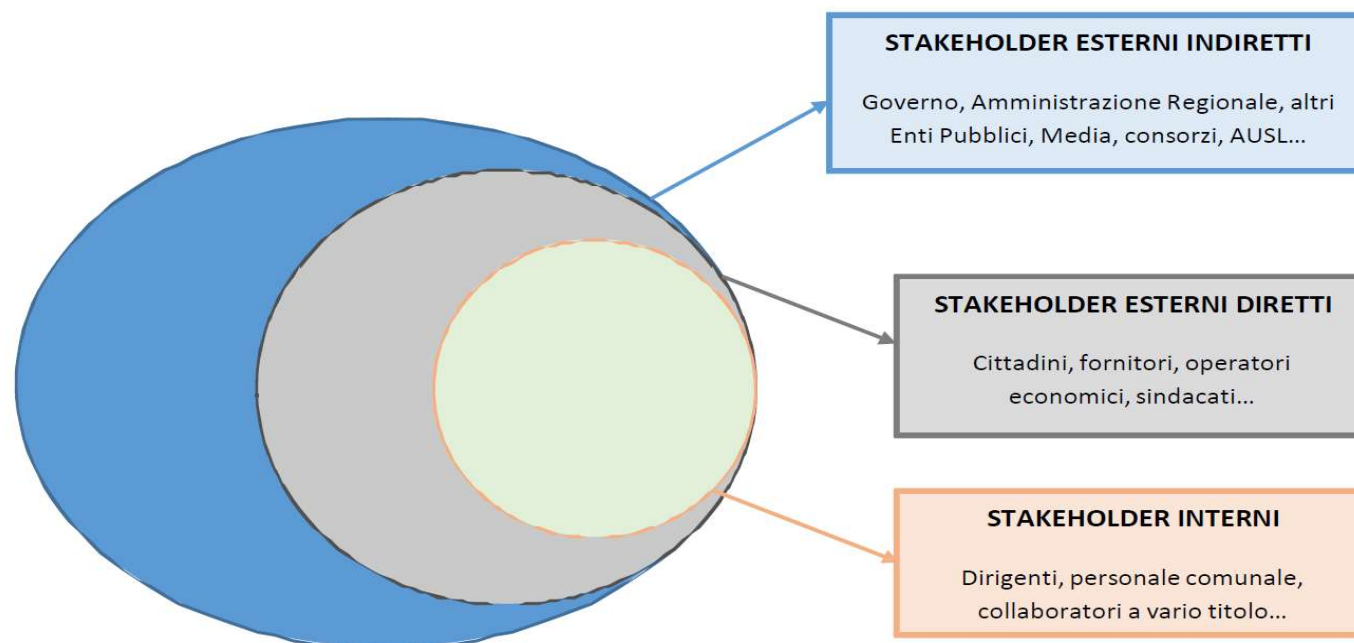 STAKEHOLDER ESTERNI INDIRETTI
Governo, Amministrazione Regionale, altri
Enti Pubblici, Media, consorzi, AUSL...
STAKEHOLDER ESTERNI DIRETTI
Cittadini, fornitori, operatori
economici, sindacati...
STAKEHOLDER INTERNI
Dirigenti, personale comunale,
collaboratori a vario titolo...